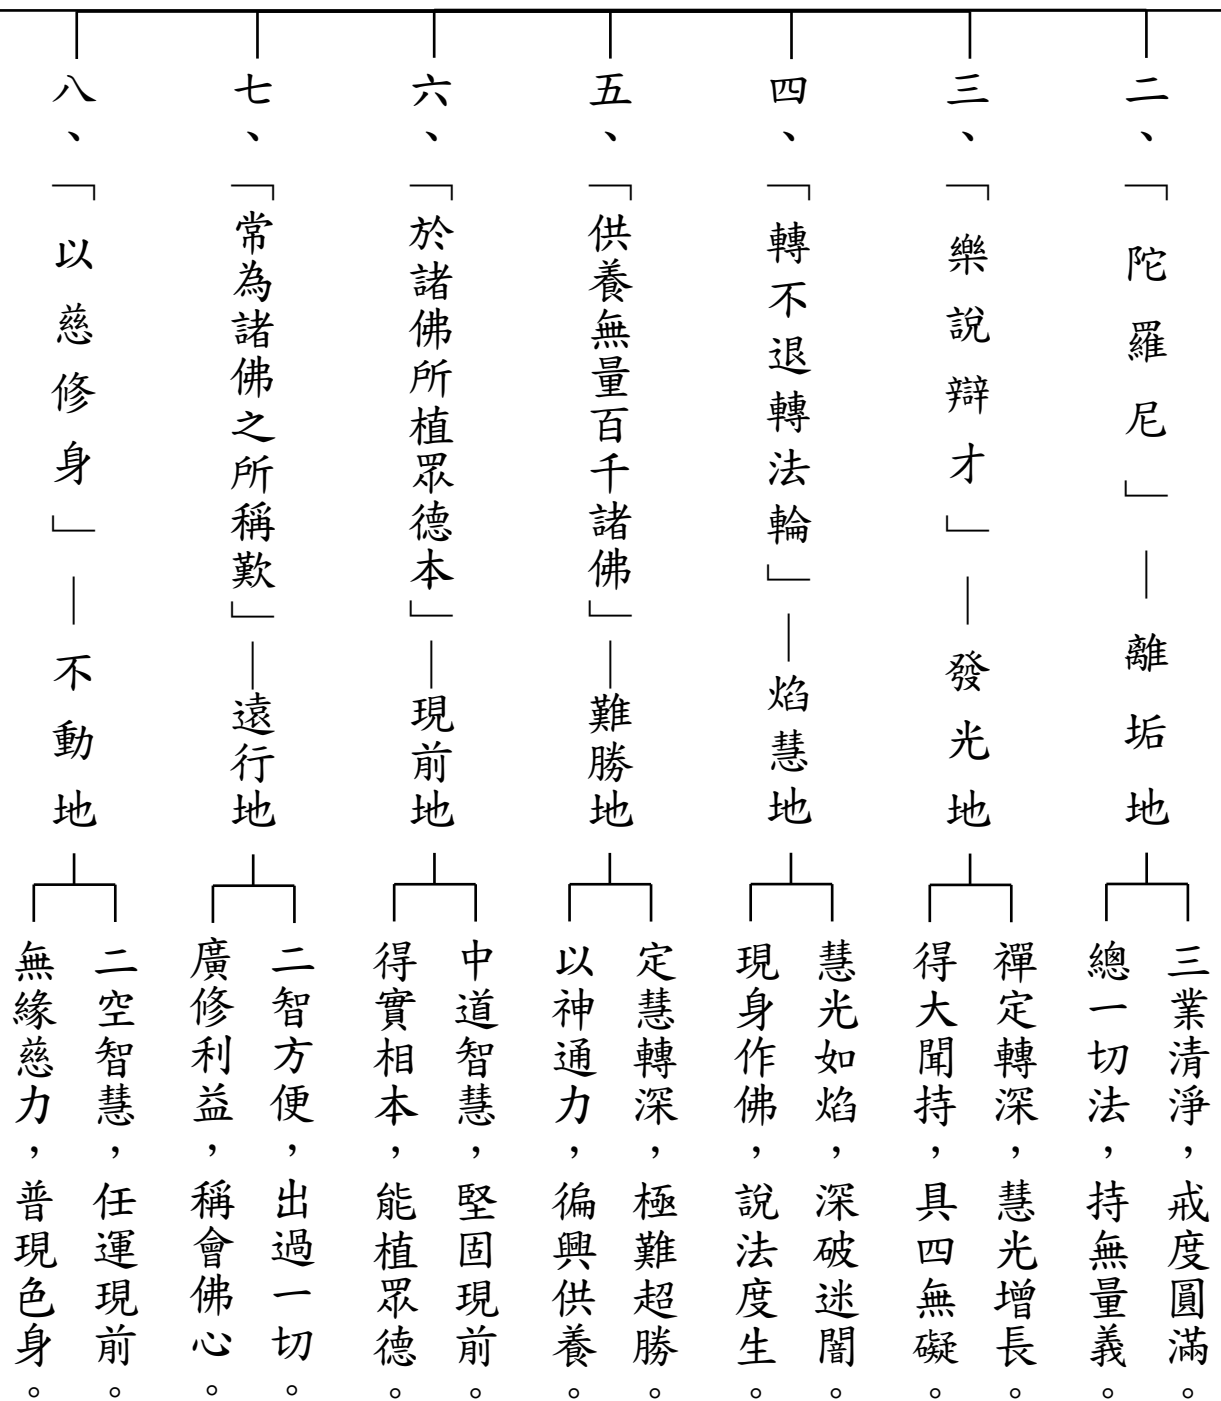 二、「陀羅尼」—離垢地
三業清淨,戒度圓滿。
總一切法,持無量義。
三、「樂說辯才」—發光地
禪定轉深,慧光增長。
得大聞持,具四無礙。
四、「轉不退轉法輪」—焰慧地
慧光如焰,深破迷闇。
現身作佛,說法度生。
五、「供養無量百千諸佛」—難勝地
定慧轉深,極難超勝。
以神通力,徧興供養。
六、「於諸佛所植眾德本」—現前地
中道智慧,堅固現前。
得實相本,能植眾德。
七、「常為諸佛之所稱歎」—遠行地
二智方便,出過一切。
廣修利益,稱會佛心。
八、「以慈修身」—不動地
二空智慧,任運現前。
無緣慈力,普現色身。